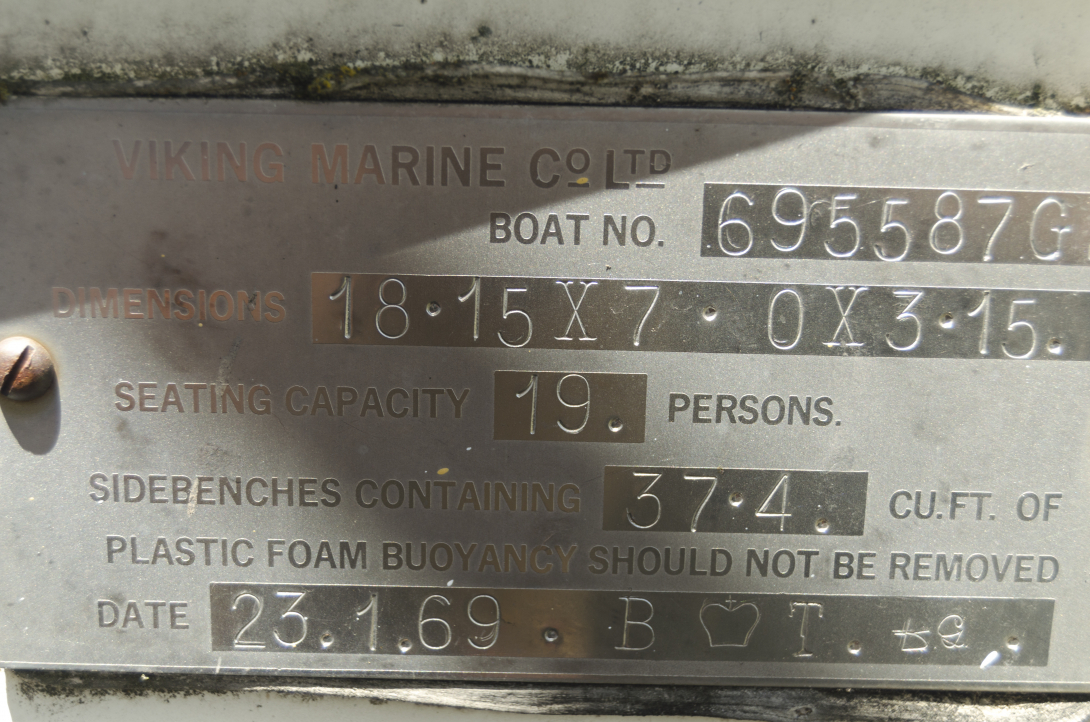 VIKING MARINE Cº LTD
BOAT NO. 695587G
DIMENSIONS 18·15X7·0X3·15.
SEATING CAPACITY 19. PERSONS.
SIDEBENCHES CONTAINING 37·4. CU.FT. OF
PLASTIC FOAM BUOYANCY SHOULD NOT BE REMOVED
DATE 23.1.69. B T.